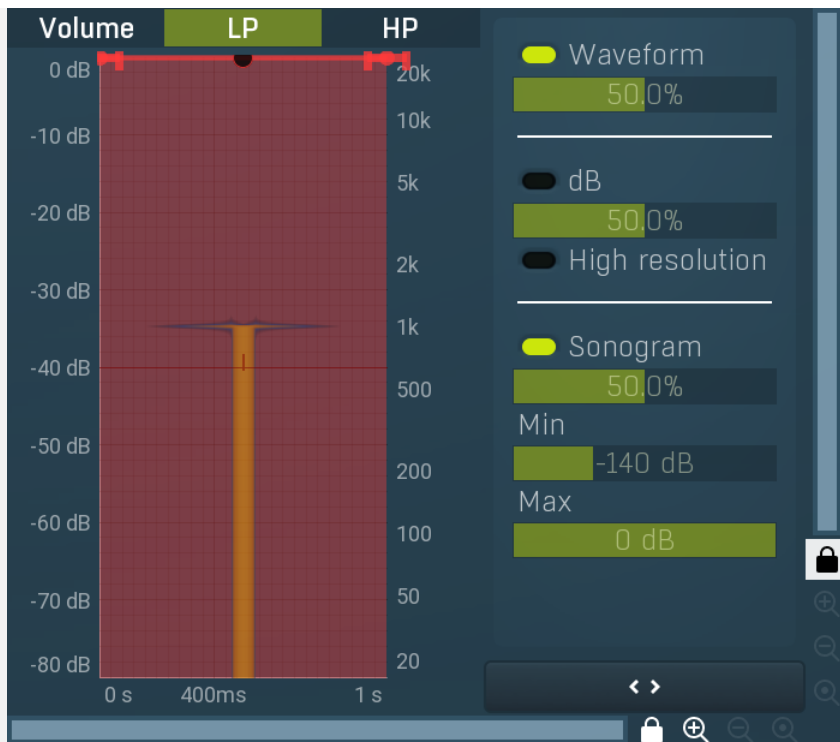 Volume LP HP
0 dB
-10 dB
-20 dB
-30 dB
-40 dB
-50 dB
-60 dB
-70 dB
-80 dB
20k
10k
5k
2k
1k
500
200
100
50
20
0 s 400ms 1 s
Waveform
50.0%
dB
50.0%
High resolution
Sonogram
50.0%
Min
-140 dB
Max
0 dB